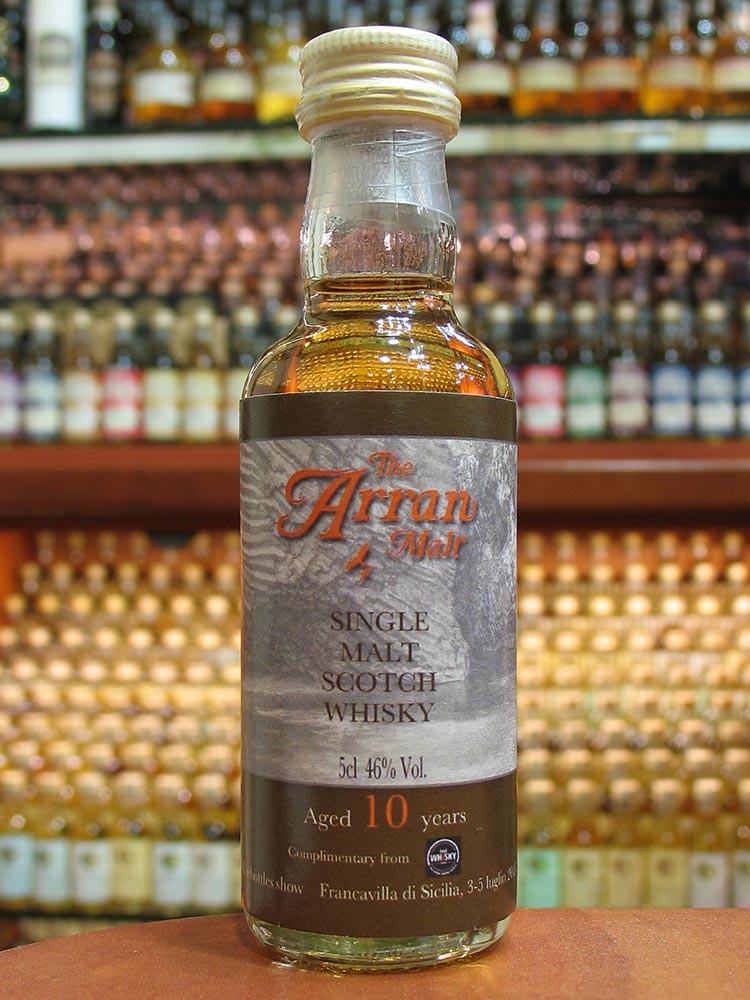 The
Arran
Malt
SINGLE
MALT
SCOTCH
WHISKY
5cl 46% Vol.
Aged 10 years
Complimentary from
WHISKY
bottles show Francavilla di Sicilia, 3-5 luglio